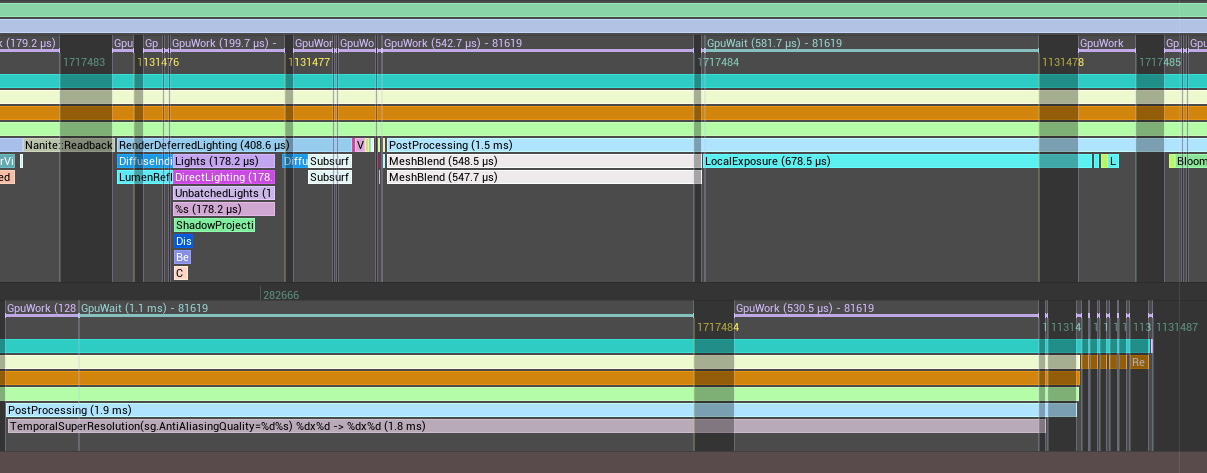 k (179.2 µs) GpuWork (199.7 µs) - GpuWor GpuWo GpuWork (542.7 µs) - 81619 GpuWait (581.7 µs) - 81619 GpuWork
1717483 1131476 1131477 1717484 1131478 1717485
Nanite::Readback RenderDeferredLighting (408.6 µs) V PostProcessing (1.5 ms)
rVi DiffuseIndi Lights (178.2 µs) Diffu Subsurf MeshBlend (548.5 µs) LocalExposure (678.5 µs) L Bloom
ed LumenRefl DirectLighting (178. Subsurf MeshBlend (547.7 µs)
UnbatchedLights (1
%s (178.2 µs)
ShadowProjecti
Dis
Be
C
282666
GpuWork (128 GpuWait (1.1 ms) - 81619 GpuWork (530.5 µs) - 81619
1717484 1 11314 1 1 1 1 113 1131487
Re
PostProcessing (1.9 ms)
TemporalSuperResolution(sg.AntiAliasingQuality=%d%s) %dx%d -> %dx%d (1.8 ms)